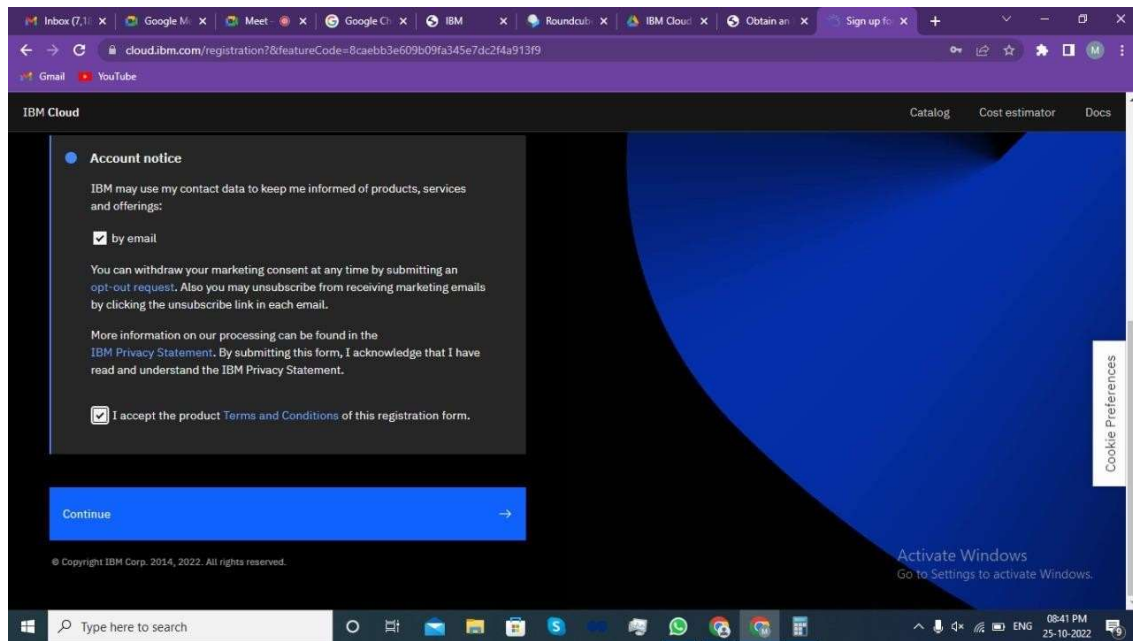 Inbox (7,1
Google M
Meet -
Google Ch
IBM
Roundcub
IBM Cloud
Obtain an
Sign up fo
cloud.ibm.com/registration?&featureCode=8caebb3e609b09fa345e7dc2f4a913f9
M
Gmail
YouTube
IBM Cloud
Catalog
Cost estimator
Docs
Account notice
IBM may use my contact data to keep me informed of products, services
and offerings:
by email
You can withdraw your marketing consent at any time by submitting an
opt-out request. Also you may unsubscribe from receiving marketing emails
by clicking the unsubscribe link in each email.
More information on our processing can be found in the
IBM Privacy Statement. By submitting this form, I acknowledge that I have
read and understand the IBM Privacy Statement.
I accept the product Terms and Conditions of this registration form.
Cookie Preferences
Continue
© Copyright IBM Corp. 2014, 2022. All rights reserved.
Activate Windows
Go to Settings to activate Windows.
Type here to search
ENG
08:41 PM
25-10-2022